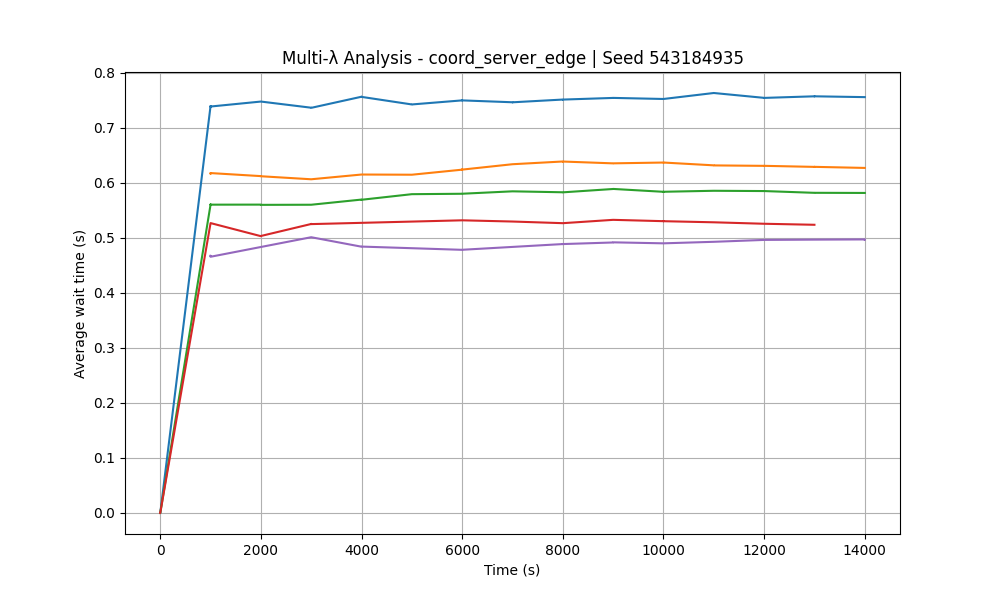 Multi-λ Analysis - coord_server_edge | Seed 543184935
0.8
0.7
0.6
0.5
0.4
0.3
0.2
0.1
0.0
Average wait time (s)
0 2000 4000 6000 8000 10000 12000 14000
Time (s)